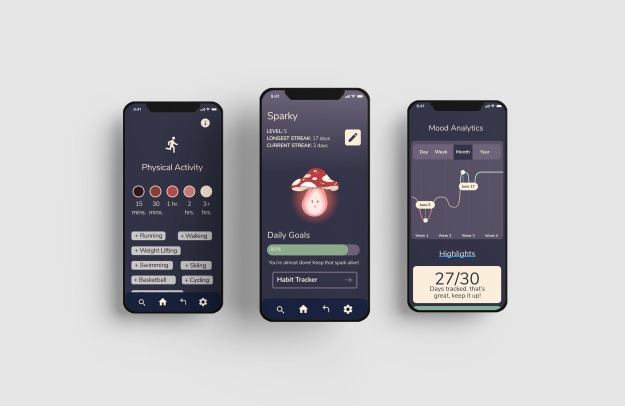 9:41
Physical Activity
15 mins.
30 mins.
1 hr.
2 hrs.
3+ hrs.
+ Running
+ Walking
+ Weight Lifting
+ Swimming
+ Skiing
+ Basketball
+ Cycling
9:41
Sparky
LEVEL: 5
LONGEST STREAK: 17 days
CURRENT STREAK: 2 days
Daily Goals
80%
You're almost done! Keep that spark alive!
Habit Tracker
9:41
Mood Analytics
Day Week Month Year
June 5
June 17
Week 1 Week 2 Week 3 Week 4
Highlights
27/30
Days tracked. that's
great, keep it up!